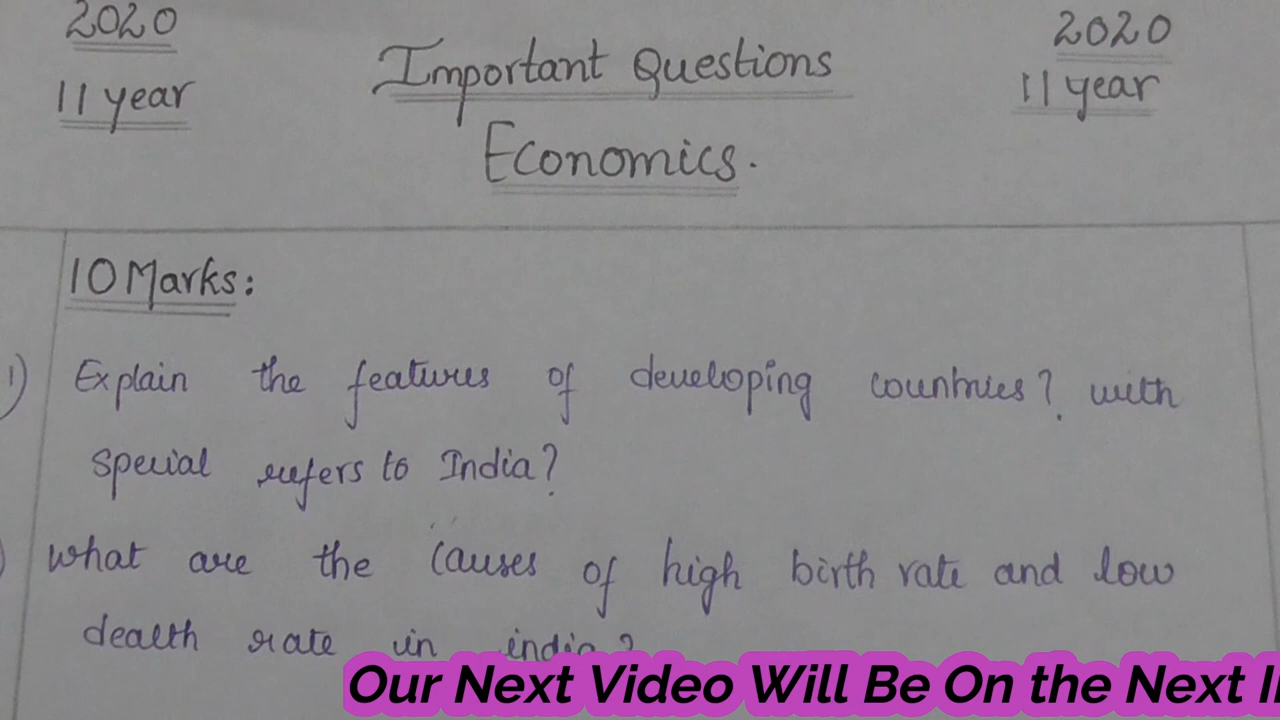 2020
11 year
Important Questions
Economics.
2020
11 year
10 Marks:
1) Explain the features of developing countries? with
special refers to India?
) what are the causes of high birth rate and low
dealth rate in india?
Our Next Video Will Be On the Next